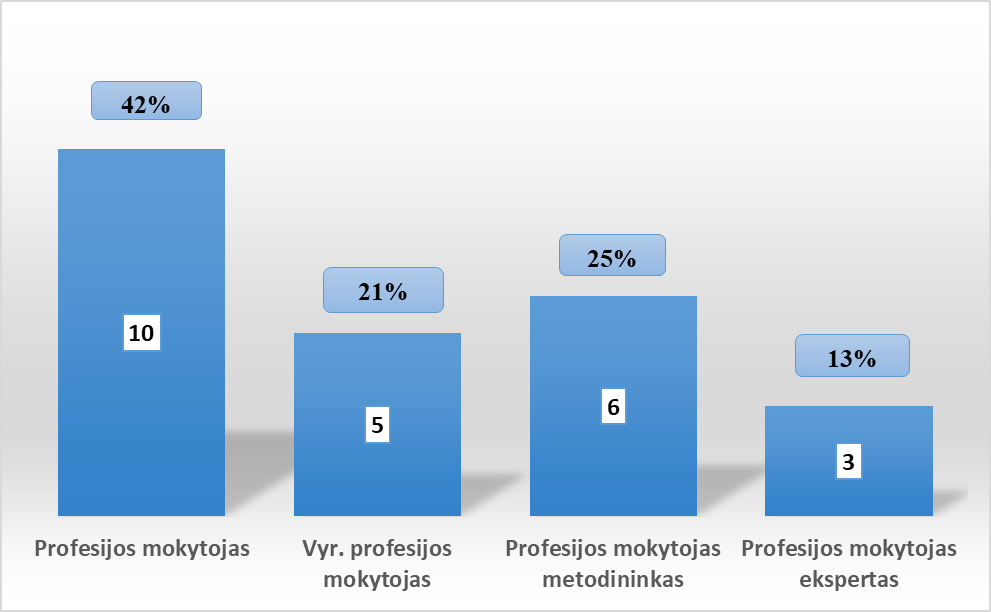 42%
21%
25%
13%
10
5
6
3
Profesijos mokytojas
Vyr. profesijos
mokytojas
Profesijos mokytojas
metodininkas
Profesijos mokytojas
ekspertas